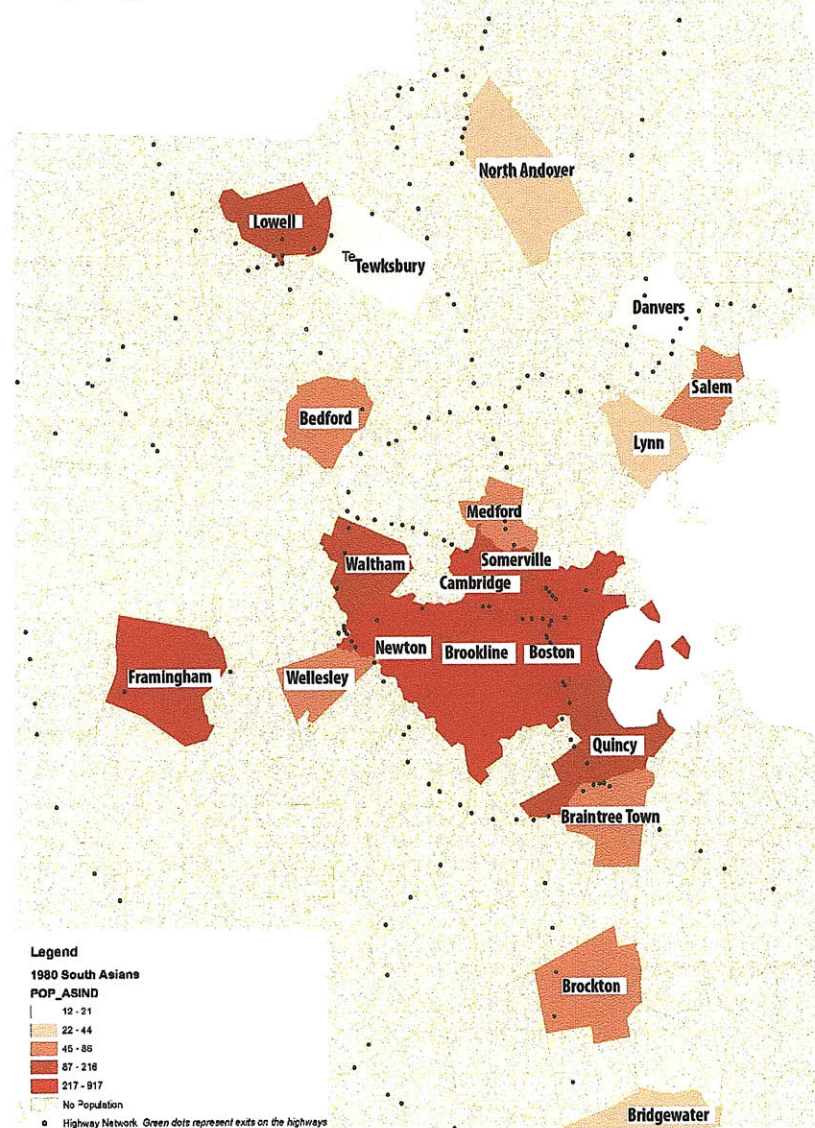 North Andover
Lowell
Te
Tewksbury
Danvers
Salem
Bedford
Lynn
Medford
Waltham
Somerville
Cambridge
Newton
Brookline
Boston
Framingham
Wellesley
Quincy
Braintree Town
Brockton
Bridgewater
Legend
1980 South Asians
POP_ASIND
12 - 21
22 - 44
45 - 86
87 - 216
217 - 917
No Population
Highway Network Green dots represent exits on the highways